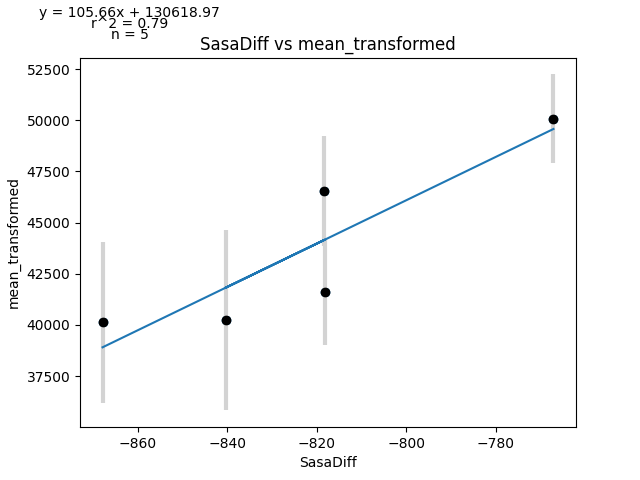 y = 105.66x + 130618.97
r^2 = 0.79
n = 5
SasaDiff vs mean_transformed
52500
50000
47500
45000
42500
40000
37500
mean_transformed
−860
−840
−820
−800
−780
SasaDiff